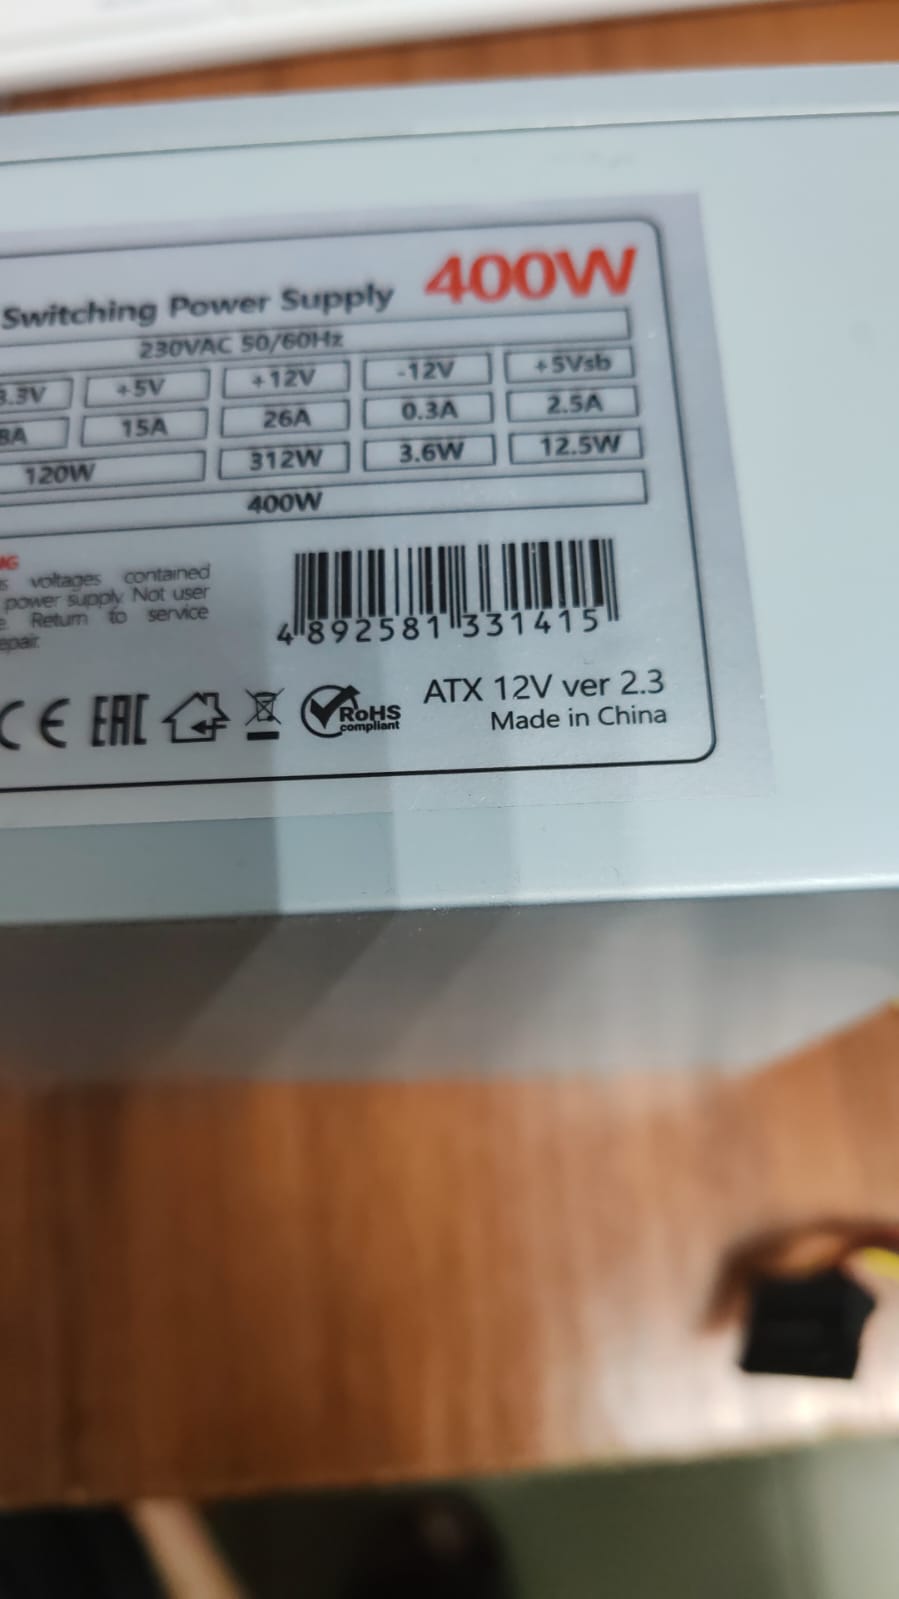 Switching Power Supply 400W
230VAC 50/60Hz
3.3V +5V +12V -12V +5Vsb
15A 26A 0.3A 2.5A
120W 312W 3.6W 12.5W
400W
voltages contained
power supply. Not user
Return to service
4 892581 331415
CE EAC RoHS compliant
ATX 12V ver 2.3
Made in China